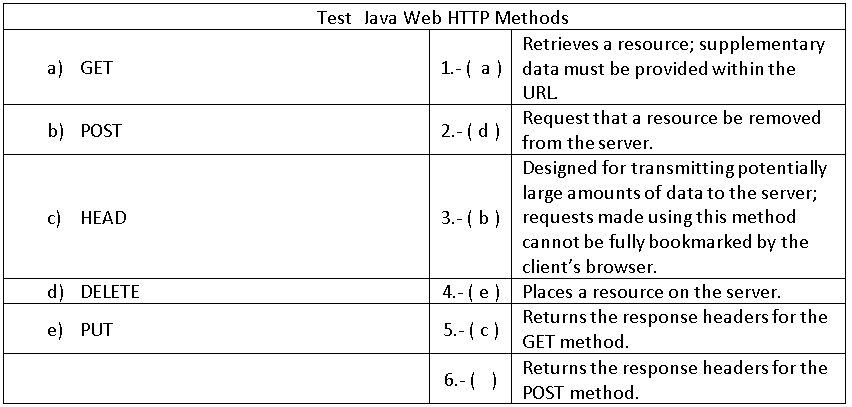 Test Java Web HTTP Methods
a) GET
1.- ( a )
Retrieves a resource; supplementary
data must be provided within the
URL.
b) POST
2.- ( d )
Request that a resource be removed
from the server.
c) HEAD
3.- ( b )
Designed for transmitting potentially
large amounts of data to the server;
requests made using this method
cannot be fully bookmarked by the
client’s browser.
d) DELETE
4.- ( e )
Places a resource on the server.
e) PUT
5.- ( c )
Returns the response headers for the
GET method.
6.- ( )
Returns the response headers for the
POST method.